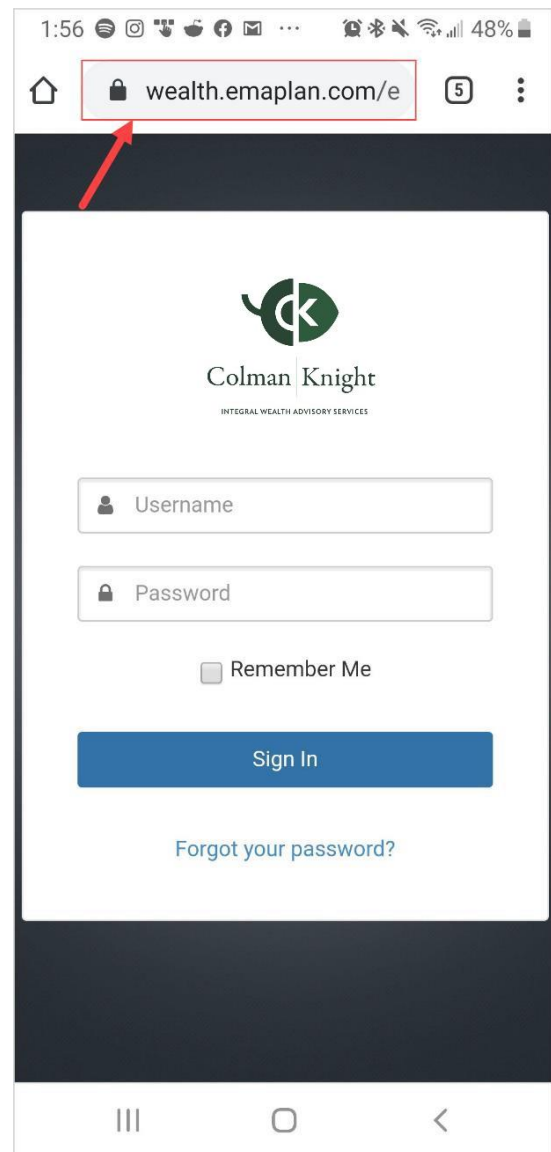 1:56 48%
wealth.emaplan.com/e 5
CK
Colman Knight
INTEGRAL WEALTH ADVISORY SERVICES
Username
Password
Remember Me
Sign In
Forgot your password?